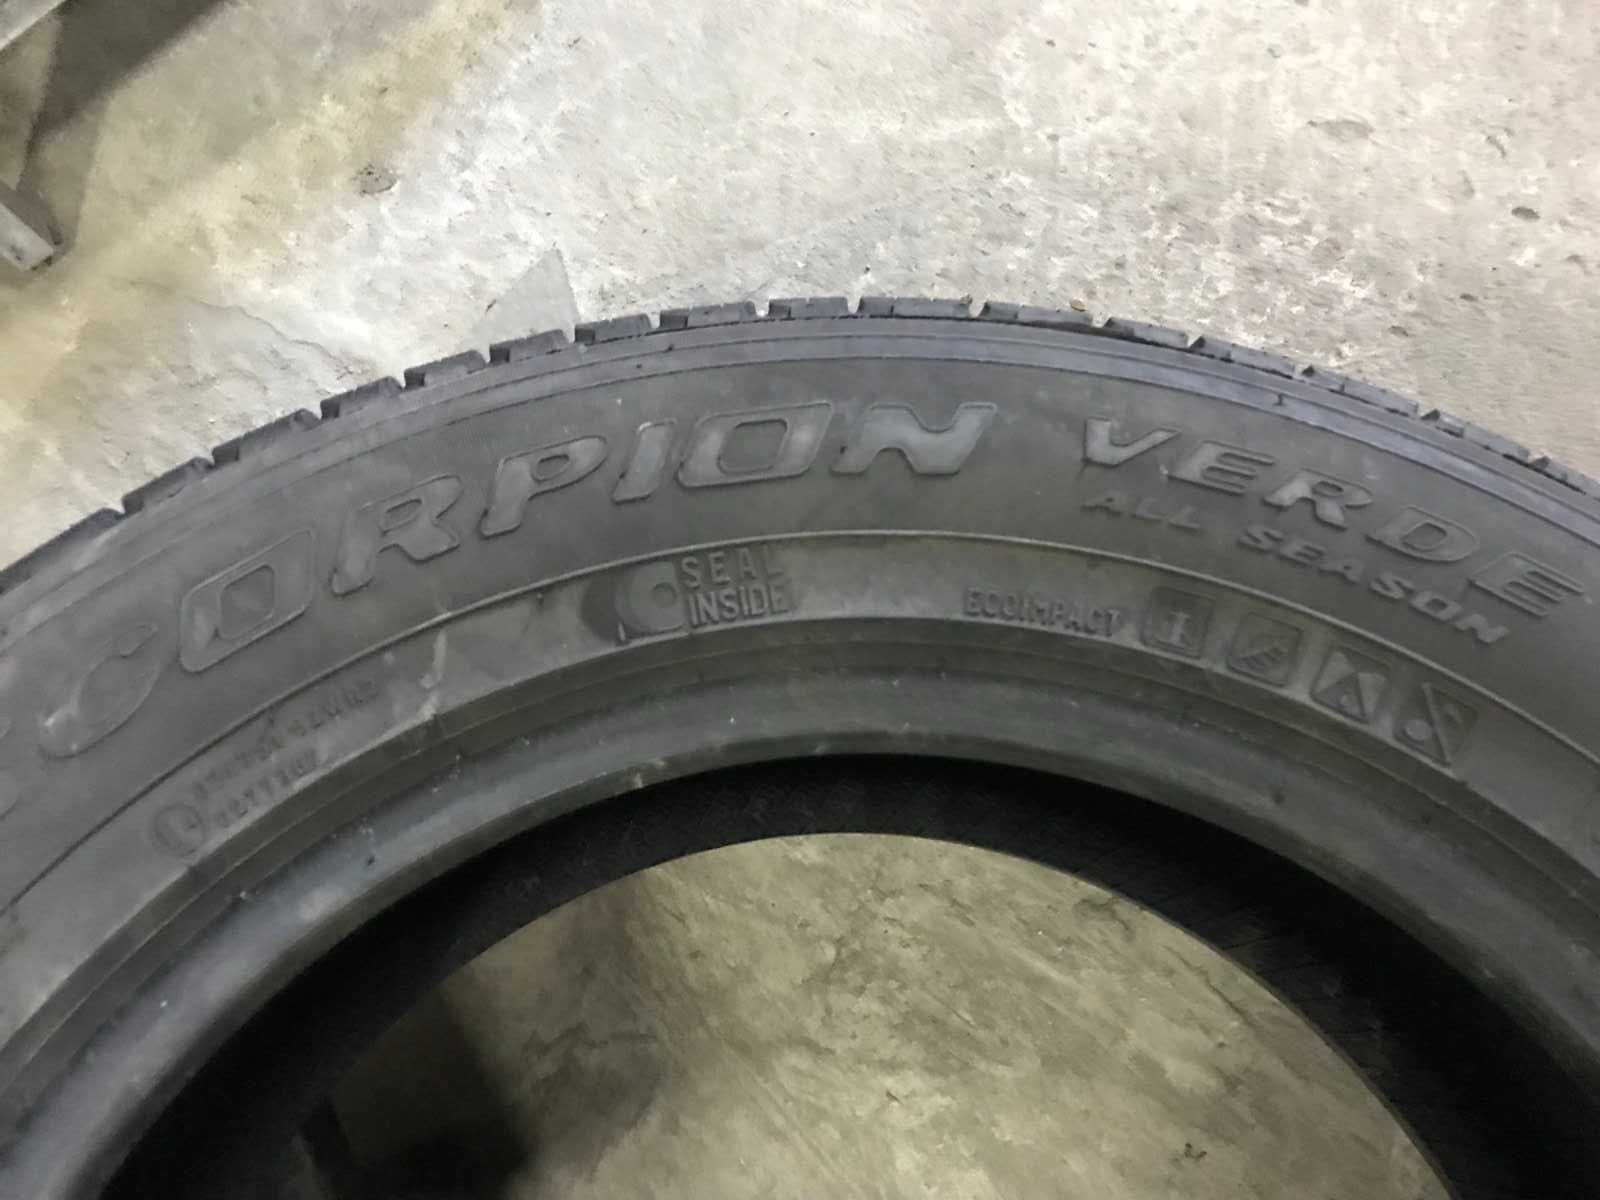 SCORPION VERDE
ALL SEASON
SEAL
INSIDE
ECOIMPACT